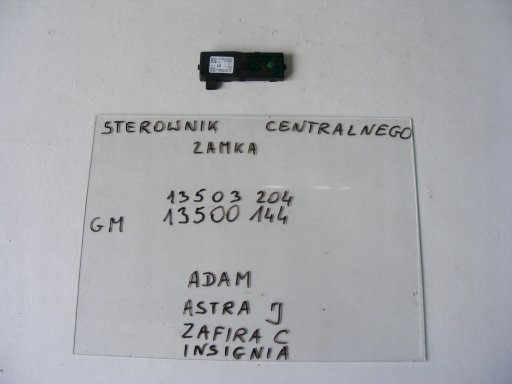 STEROWNIK CENTRALNEGO
ZAMKA
13503 204
GM 13500 144
ADAM
ASTRA J
ZAFIRA C
INSIGNIA